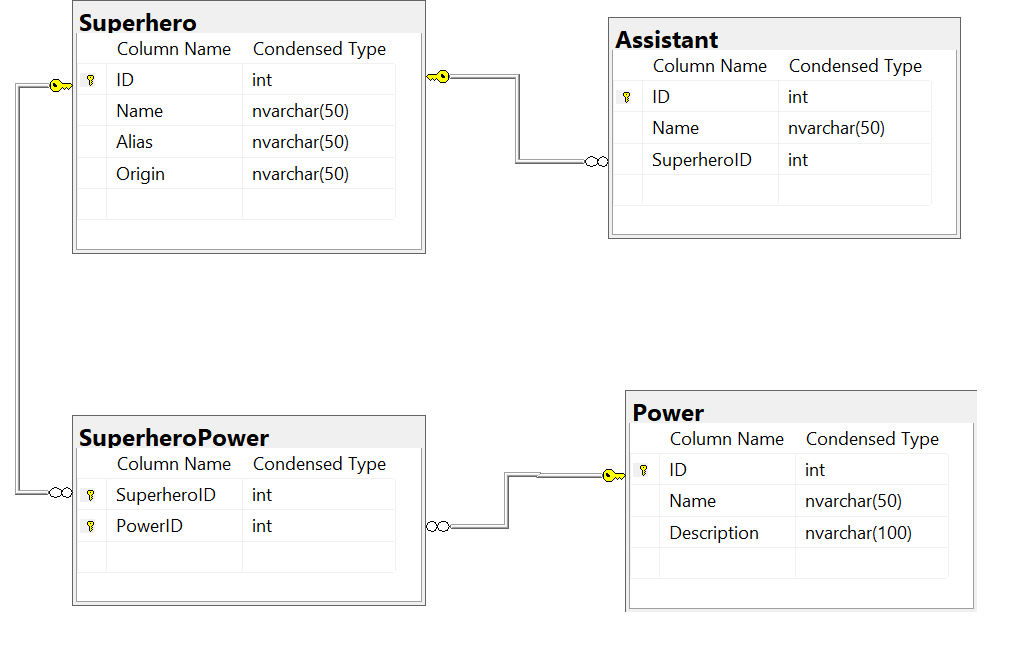 Superhero
Column Name Condensed Type
ID int
Name nvarchar(50)
Alias nvarchar(50)
Origin nvarchar(50)
Assistant
Column Name Condensed Type
ID int
Name nvarchar(50)
SuperheroID int
SuperheroPower
Column Name Condensed Type
SuperheroID int
PowerID int
Power
Column Name Condensed Type
ID int
Name nvarchar(50)
Description nvarchar(100)